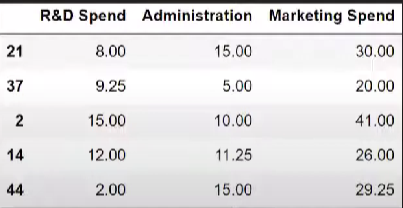 R&D Spend Administration Marketing Spend
21 8.00 15.00 30.00
37 9.25 5.00 20.00
2 15.00 10.00 41.00
14 12.00 11.25 26.00
44 2.00 15.00 29.25